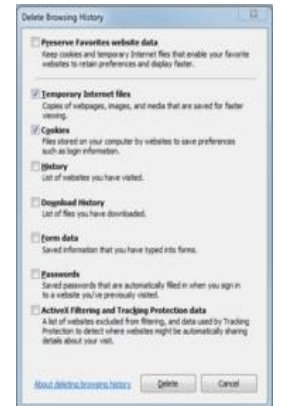 Delete Browsing History
Preserve Favorites website data
Keep cookies and temporary Internet files that enable your favorite
websites to retain preferences and display faster.
Temporary Internet files
Copies of webpages, images, and media that are saved for faster
viewing.
Cookies
Files stored on your computer by websites to save preferences
such as login information.
History
List of websites you have visited.
Download History
List of files you have downloaded.
Form data
Saved information that you have typed into forms.
Passwords
Saved passwords that are automatically filled in when you sign in
to a website you've previously visited.
ActiveX Filtering and Tracking Protection data
A list of websites excluded from filtering, and data used by Tracking
Protection to detect where websites might be automatically sharing
details about your visit.
About deleting browsing history
Delete
Cancel